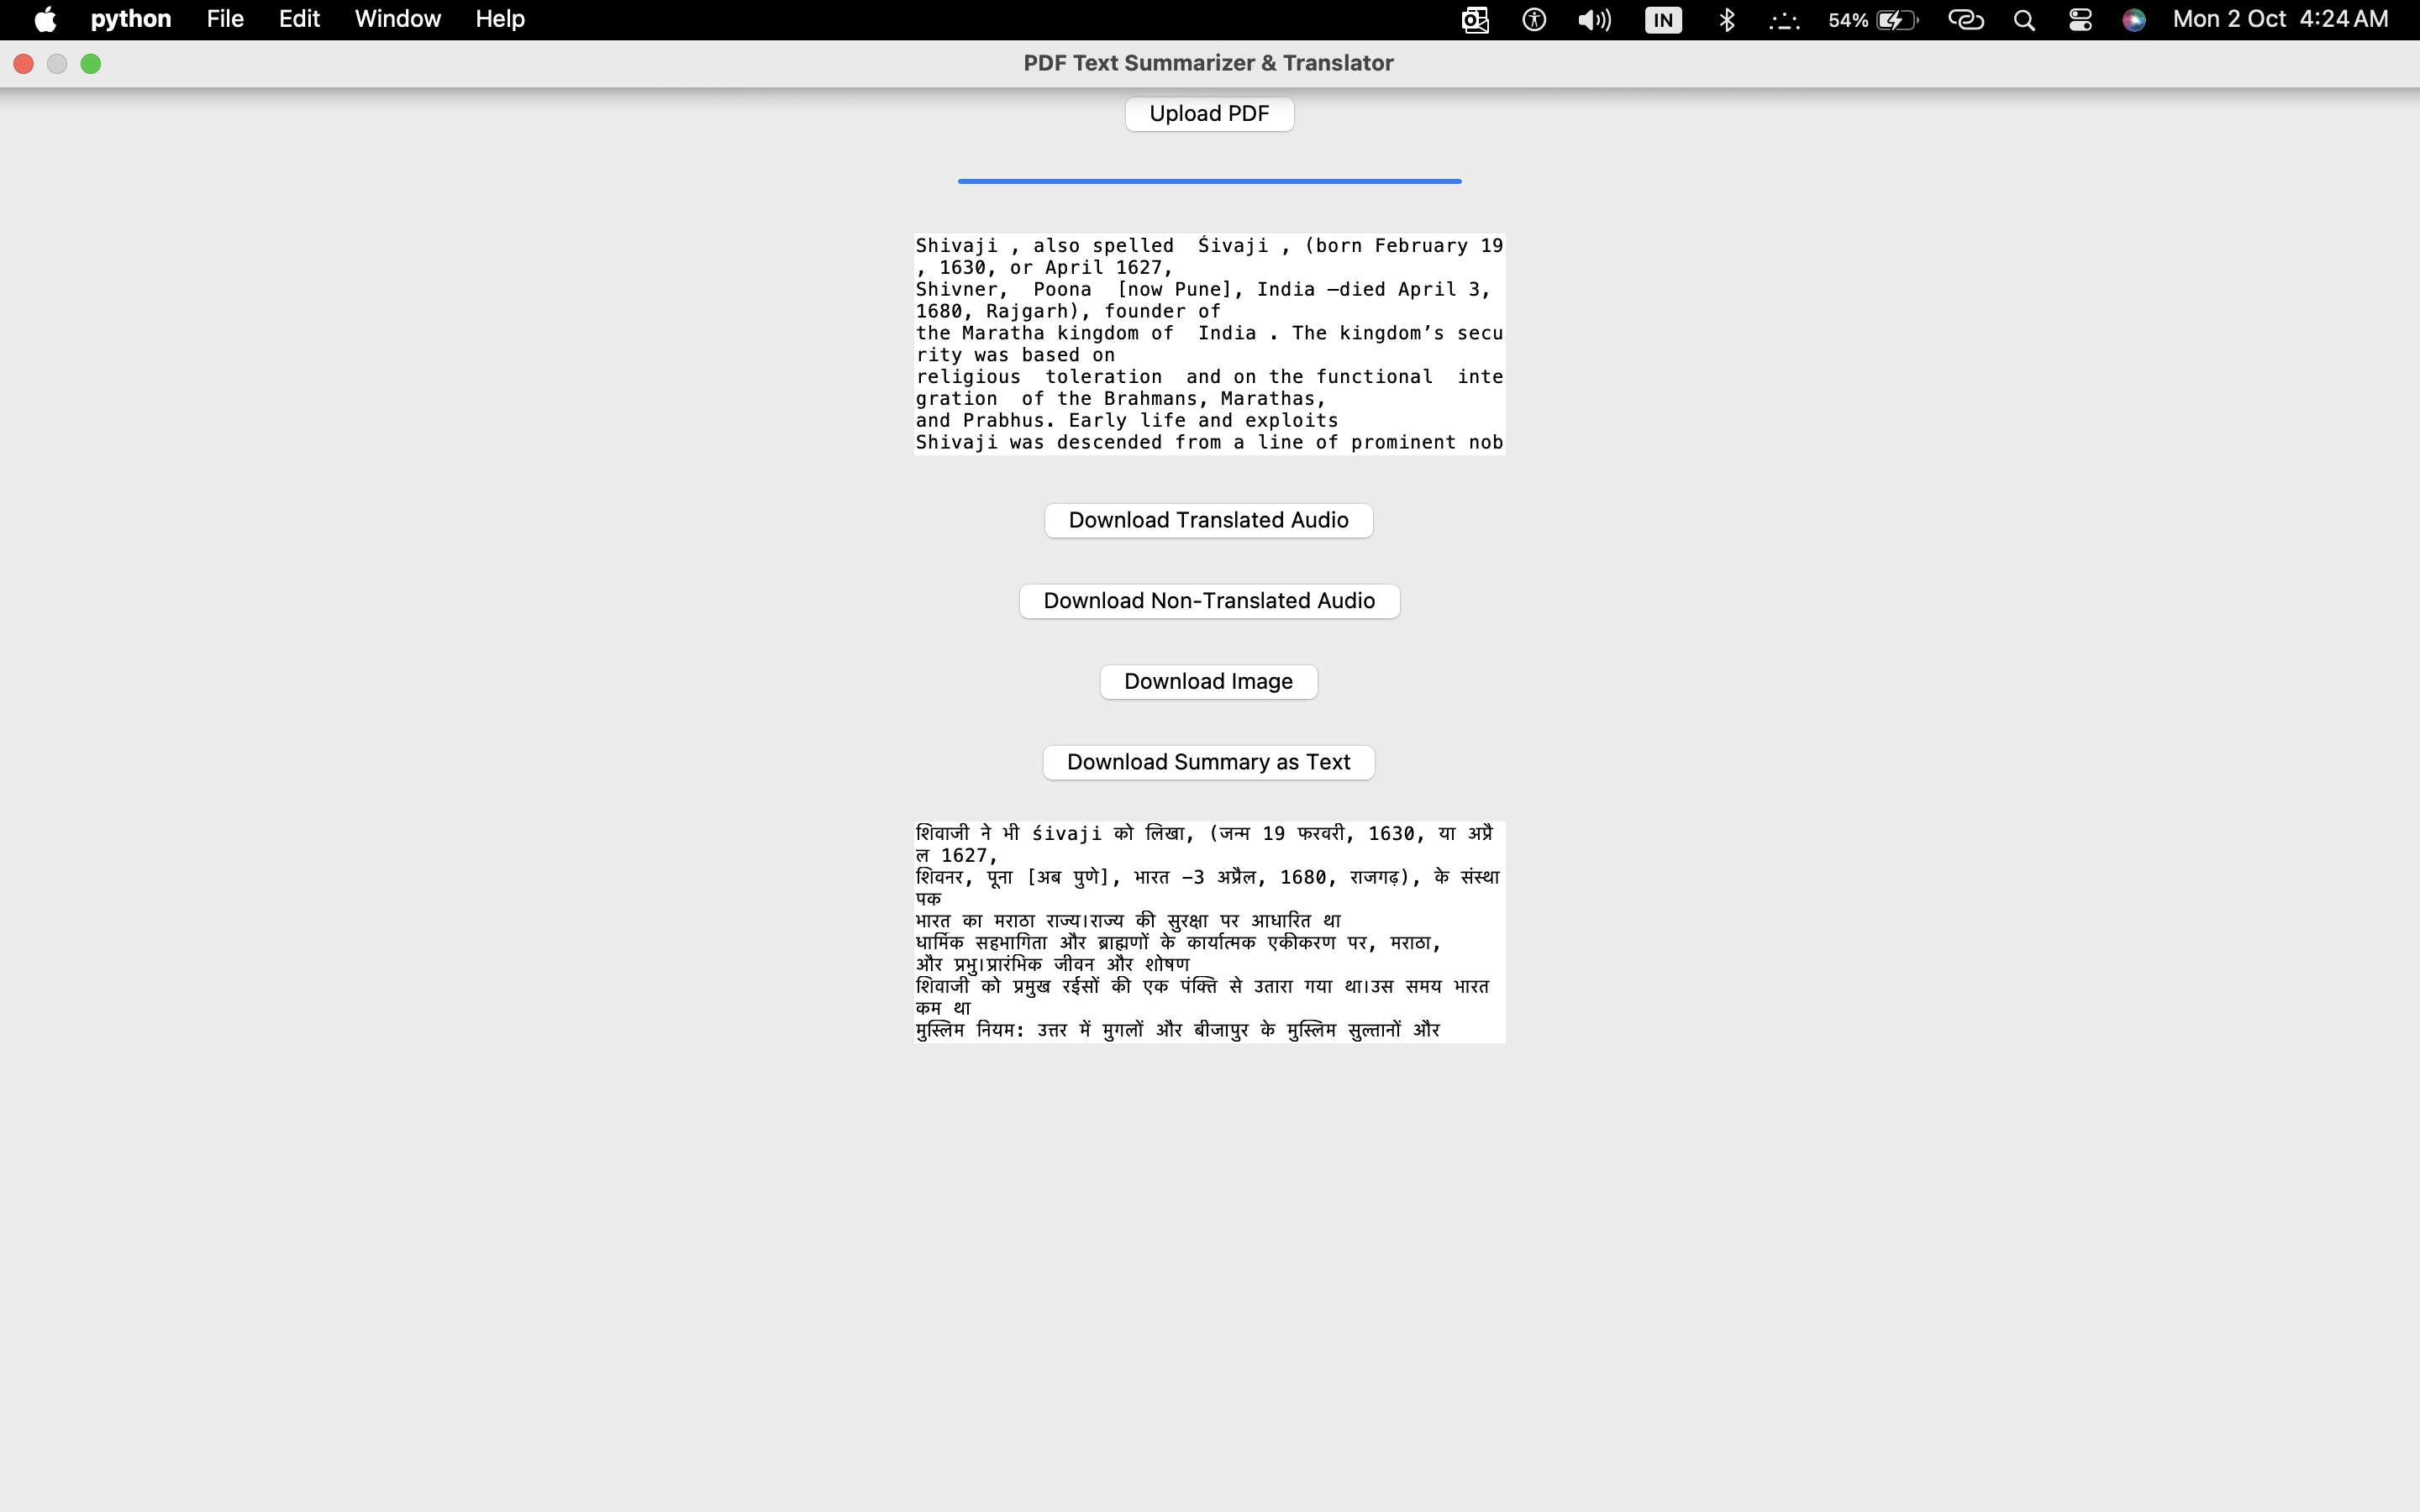 python File Edit Window Help IN 54% Mon 2 Oct 4:24 AM
PDF Text Summarizer & Translator
Upload PDF
Shivaji , also spelled  Śivaji , (born February 19
, 1630, or April 1627,
Shivner,  Poona  [now Pune], India —died April 3,
1680, Rajgarh), founder of
the Maratha kingdom of  India . The kingdom’s secu
rity was based on
religious  toleration  and on the functional  inte
gration  of the Brahmans, Marathas,
and Prabhus. Early life and exploits
Shivaji was descended from a line of prominent nob
Download Translated Audio
Download Non-Translated Audio
Download Image
Download Summary as Text
शिवाजी ने भी śivaji को लिखा, (जन्म 19 फरवरी, 1630, या अप्रै
ल 1627,
शिवनर, पूना [अब पुणे], भारत -3 अप्रैल, 1680, राजगढ़), के संस्था
पक
भारत का मराठा राज्य।राज्य की सुरक्षा पर आधारित था
धार्मिक सहभागिता और ब्राह्मणों के कार्यात्मक एकीकरण पर, मराठा,
और प्रभु।प्रारंभिक जीवन और शोषण
शिवाजी को प्रमुख रईसों की एक पंक्ति से उतारा गया था।उस समय भारत
कम था
मुस्लिम नियम: उत्तर में मुगलों और बीजापुर के मुस्लिम सुल्तानों और